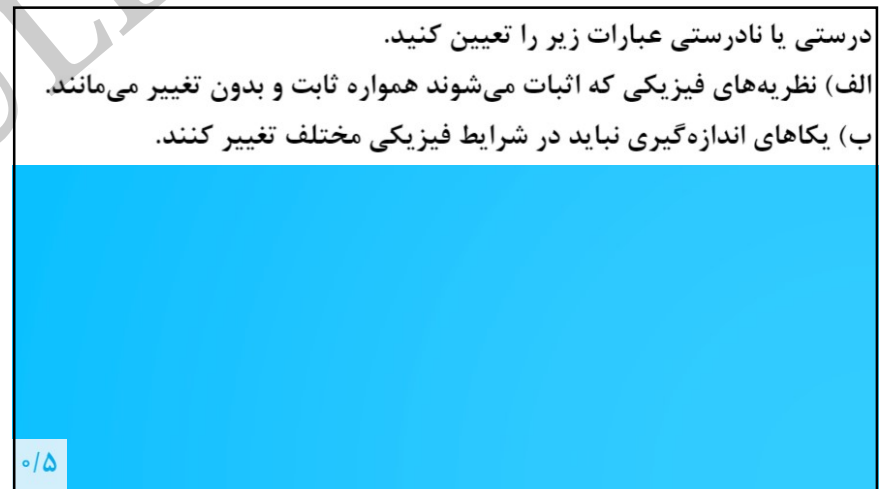 درستی یا نادرستی عبارات زیر را تعیین کنید.
الف) نظریه‌های فیزیکی که اثبات می‌شوند همواره ثابت و بدون تغییر می‌مانند.
ب) یکاهای اندازه‌گیری نباید در شرایط فیزیکی مختلف تغییر کنند.
۰/۵